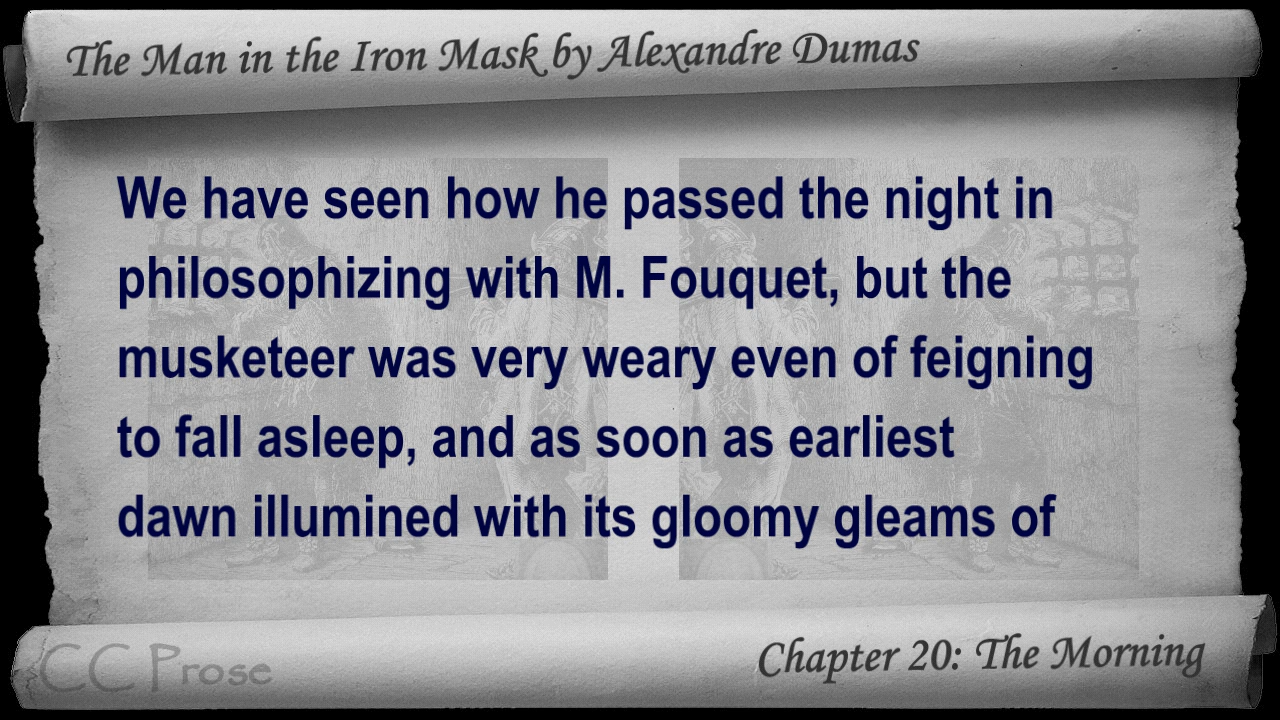 The Man in the Iron Mask by Alexandre Dumas
We have seen how he passed the night in
philosophizing with M. Fouquet, but the
musketeer was very weary even of feigning
to fall asleep, and as soon as earliest
dawn illumined with its gloomy gleams of
CC Prose
Chapter 20: The Morning